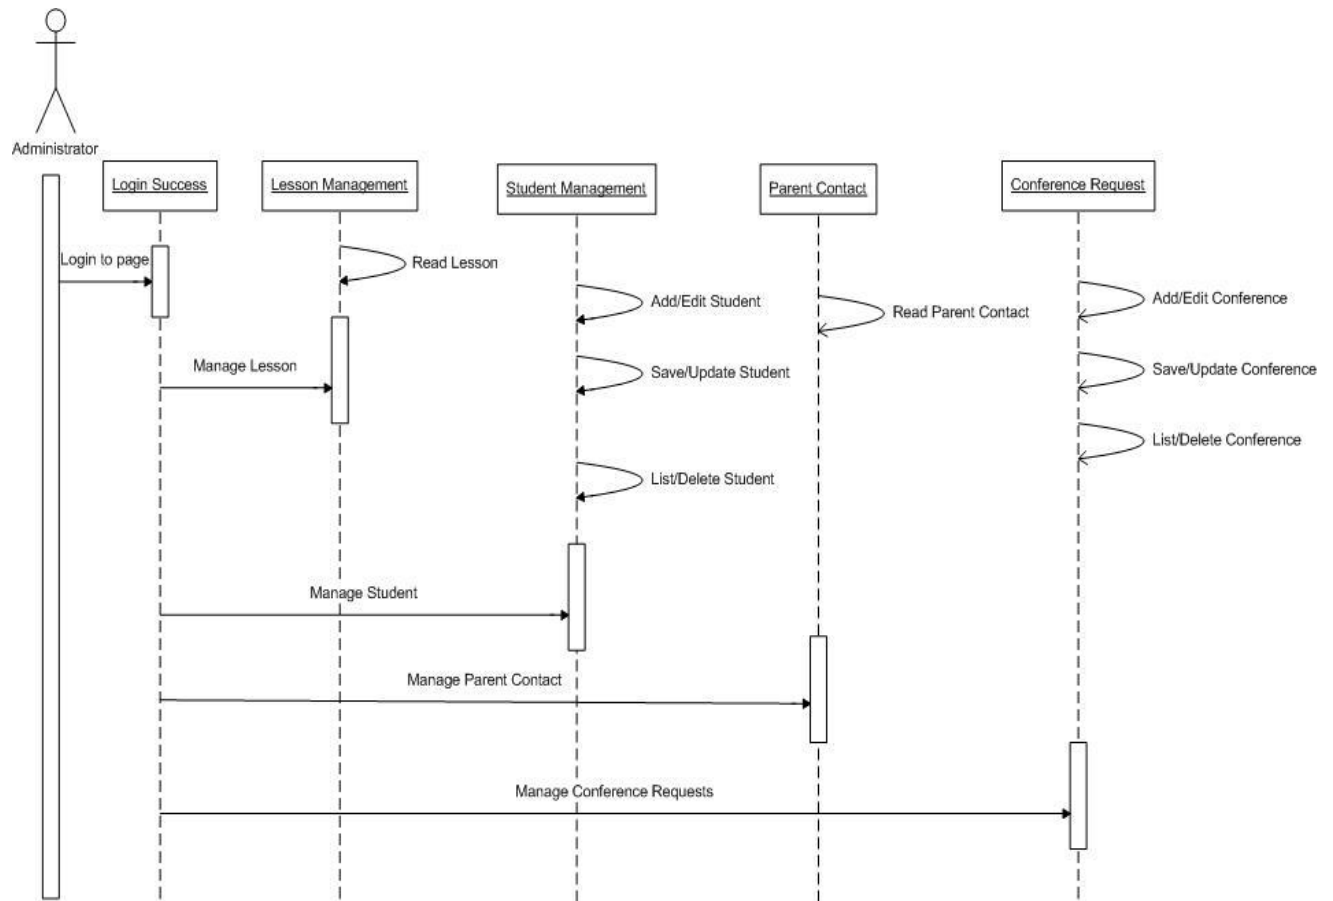 Administrator
Login Success
Lesson Management
Student Management
Parent Contact
Conference Request
Login to page
Read Lesson
Add/Edit Student
Read Parent Contact
Add/Edit Conference
Manage Lesson
Save/Update Student
Save/Update Conference
List/Delete Conference
List/Delete Student
Manage Student
Manage Parent Contact
Manage Conference Requests